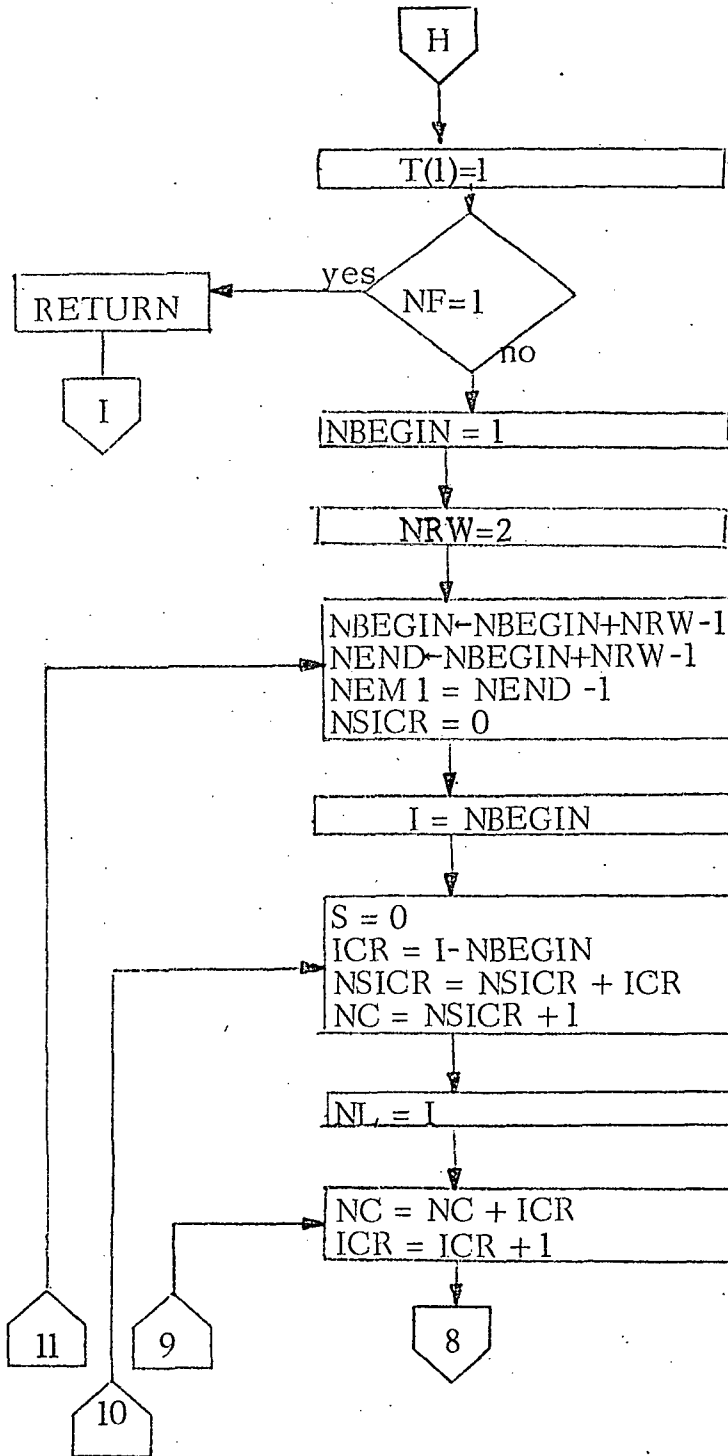 H
T(1)=1
yes
RETURN
NF=1
no
I
NBEGIN = 1
NRW=2
NBEGIN←NBEGIN+NRW-1
NEND←NBEGIN+NRW-1
NEM 1 = NEND -1
NSICR = 0
I = NBEGIN
S = 0
ICR = I-NBEGIN
NSICR = NSICR + ICR
NC = NSICR +1
NL = I
NC = NC + ICR
ICR = ICR + 1
11
9
8
10